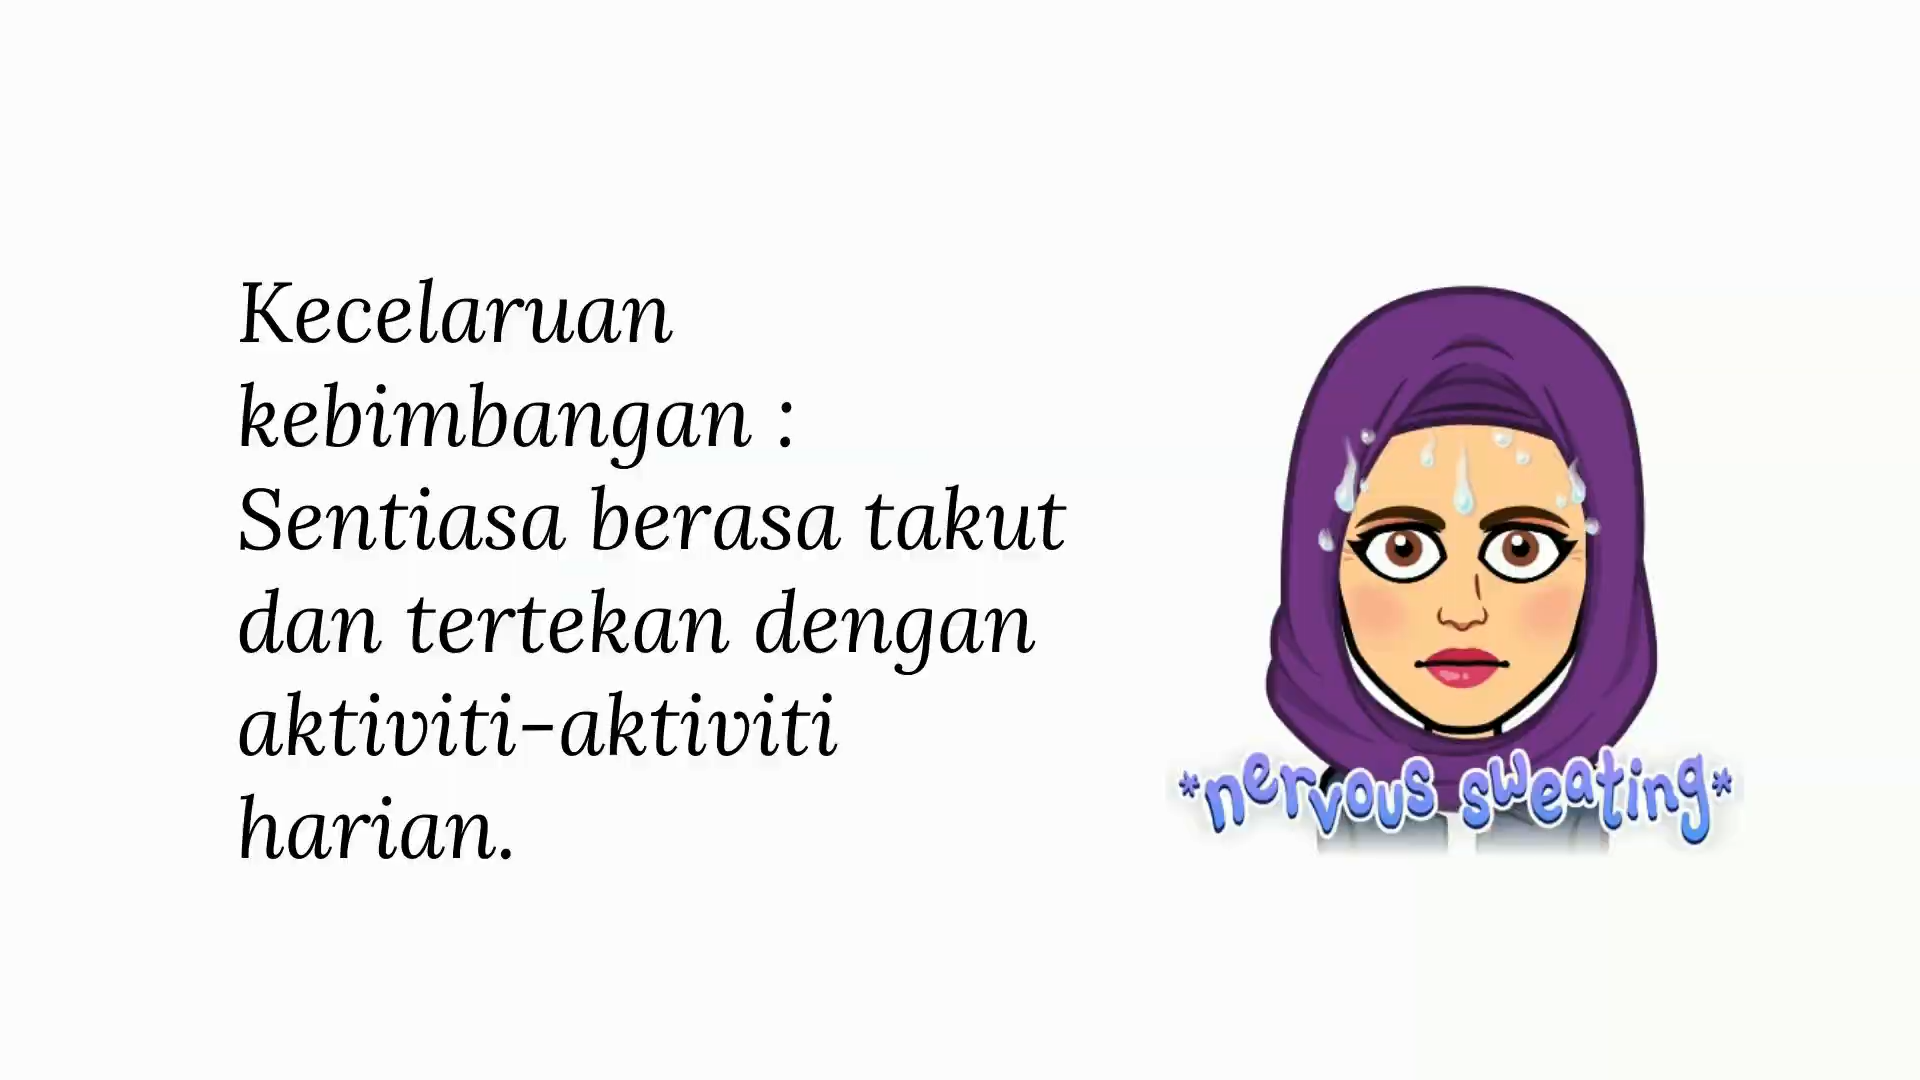 Kecelaruan
kebimbangan :
Sentiasa berasa takut
dan tertekan dengan
aktiviti-aktiviti
harian.
*nervous sweating*